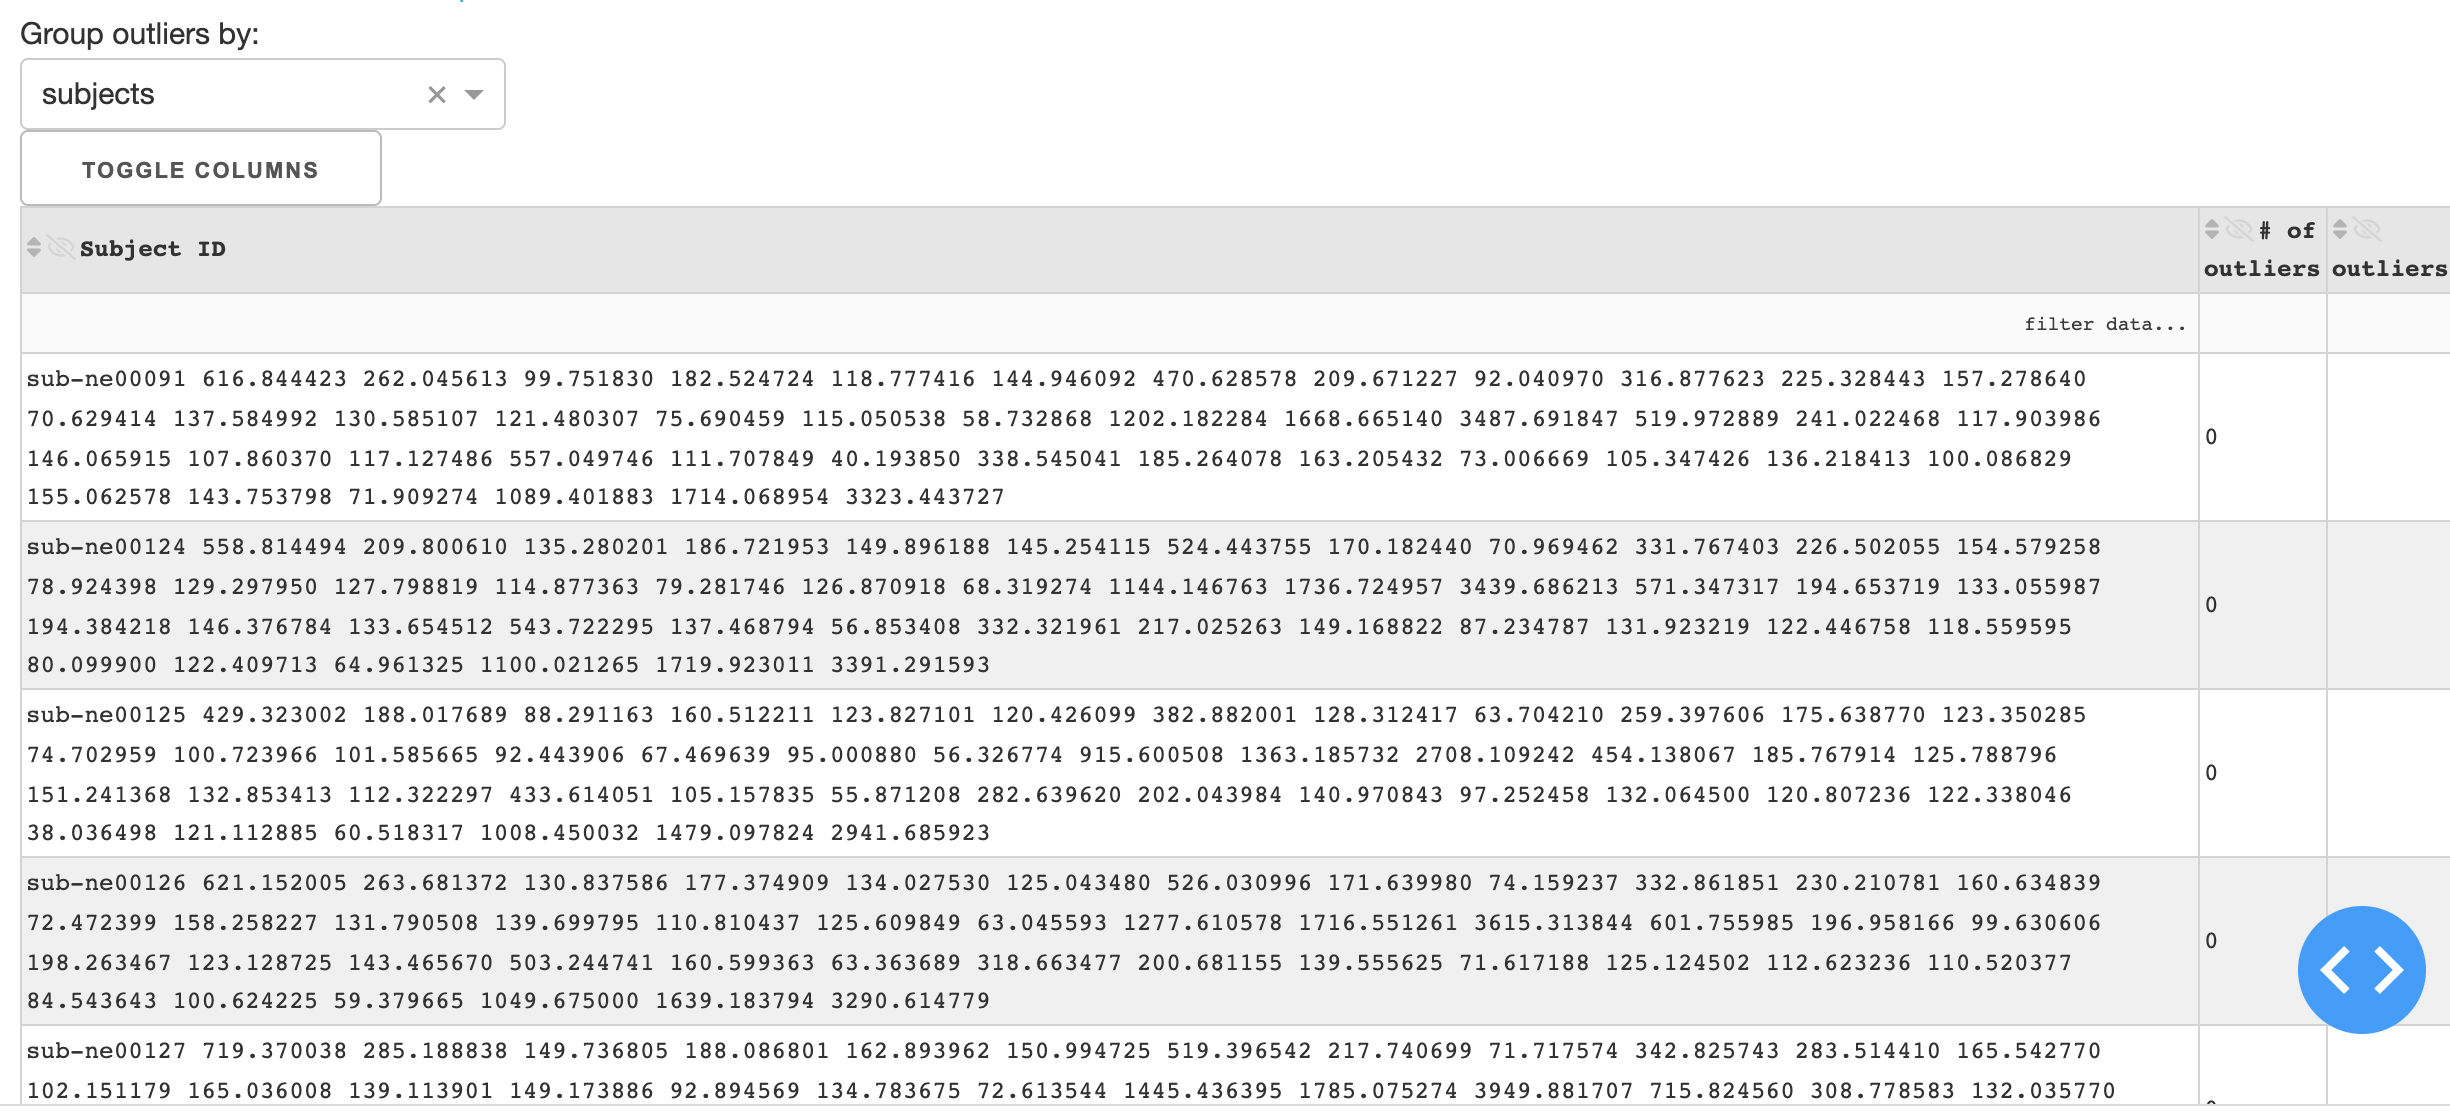 Group outliers by:
subjects
TOGGLE COLUMNS
Subject ID
# of
outliers
outliers
filter data...
sub-ne00091 616.844423 262.045613 99.751830 182.524724 118.777416 144.946092 470.628578 209.671227 92.040970 316.877623 225.328443 157.278640
70.629414 137.584992 130.585107 121.480307 75.690459 115.050538 58.732868 1202.182284 1668.665140 3487.691847 519.972889 241.022468 117.903986
146.065915 107.860370 117.127486 557.049746 111.707849 40.193850 338.545041 185.264078 163.205432 73.006669 105.347426 136.218413 100.086829
155.062578 143.753798 71.909274 1089.401883 1714.068954 3323.443727
0
sub-ne00124 558.814494 209.800610 135.280201 186.721953 149.896188 145.254115 524.443755 170.182440 70.969462 331.767403 226.502055 154.579258
78.924398 129.297950 127.798819 114.877363 79.281746 126.870918 68.319274 1144.146763 1736.724957 3439.686213 571.347317 194.653719 133.055987
194.384218 146.376784 133.654512 543.722295 137.468794 56.853408 332.321961 217.025263 149.168822 87.234787 131.923219 122.446758 118.559595
80.099900 122.409713 64.961325 1100.021265 1719.923011 3391.291593
0
sub-ne00125 429.323002 188.017689 88.291163 160.512211 123.827101 120.426099 382.882001 128.312417 63.704210 259.397606 175.638770 123.350285
74.702959 100.723966 101.585665 92.443906 67.469639 95.000880 56.326774 915.600508 1363.185732 2708.109242 454.138067 185.767914 125.788796
151.241368 132.853413 112.322297 433.614051 105.157835 55.871208 282.639620 202.043984 140.970843 97.252458 132.064500 120.807236 122.338046
38.036498 121.112885 60.518317 1008.450032 1479.097824 2941.685923
0
sub-ne00126 621.152005 263.681372 130.837586 177.374909 134.027530 125.043480 526.030996 171.639980 74.159237 332.861851 230.210781 160.634839
72.472399 158.258227 131.790508 139.699795 110.810437 125.609849 63.045593 1277.610578 1716.551261 3615.313844 601.755985 196.958166 99.630606
198.263467 123.128725 143.465670 503.244741 160.599363 63.363689 318.663477 200.681155 139.555625 71.617188 125.124502 112.623236 110.520377
84.543643 100.624225 59.379665 1049.675000 1639.183794 3290.614779
0
sub-ne00127 719.370038 285.188838 149.736805 188.086801 162.893962 150.994725 519.396542 217.740699 71.717574 342.825743 283.514410 165.542770
102.151179 165.036008 139.113901 149.173886 92.894569 134.783675 72.613544 1445.436395 1785.075274 3949.881707 715.824560 308.778583 132.035770